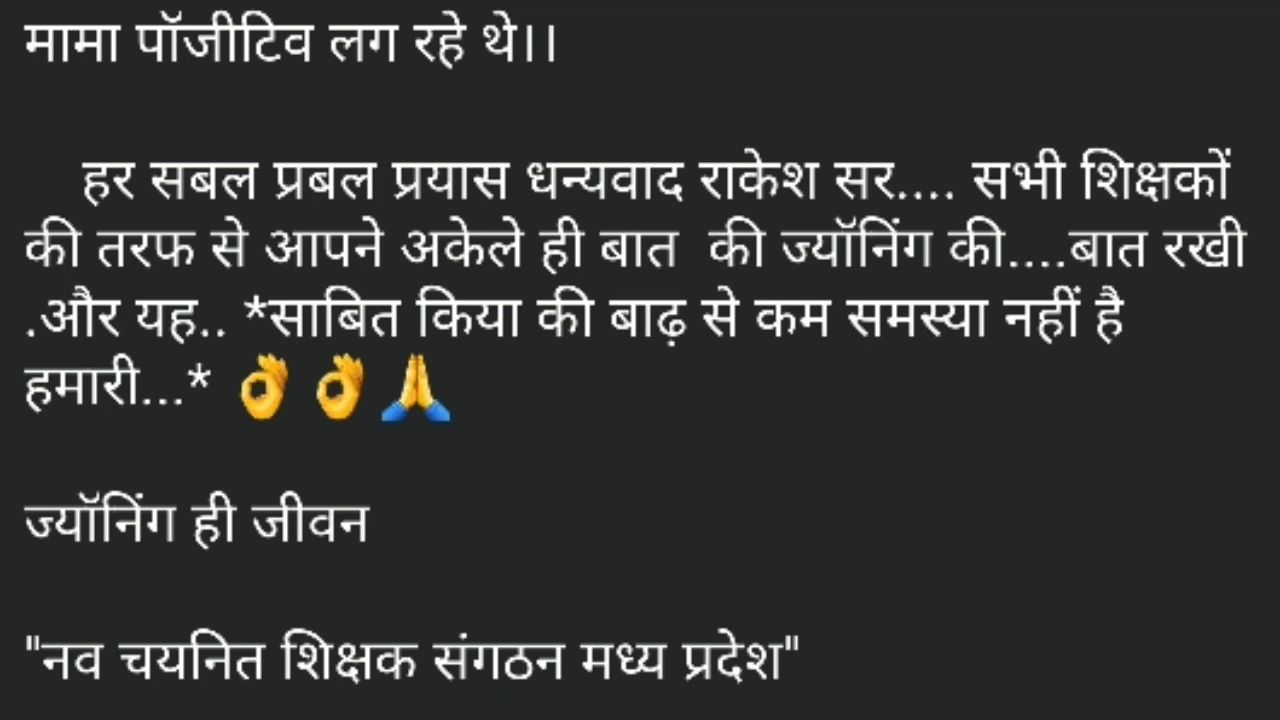 मामा पॉजीटिव लग रहे थे।।
हर सबल प्रबल प्रयास धन्यवाद राकेश सर.... सभी शिक्षकों
की तरफ से आपने अकेले ही बात की ज्यॉनिंग की....बात रखी
.और यह.. *साबित किया की बाढ़ से कम समस्या नहीं है
हमारी...* 👌👌🙏
ज्यॉनिंग ही जीवन
"नव चयनित शिक्षक संगठन मध्य प्रदेश"